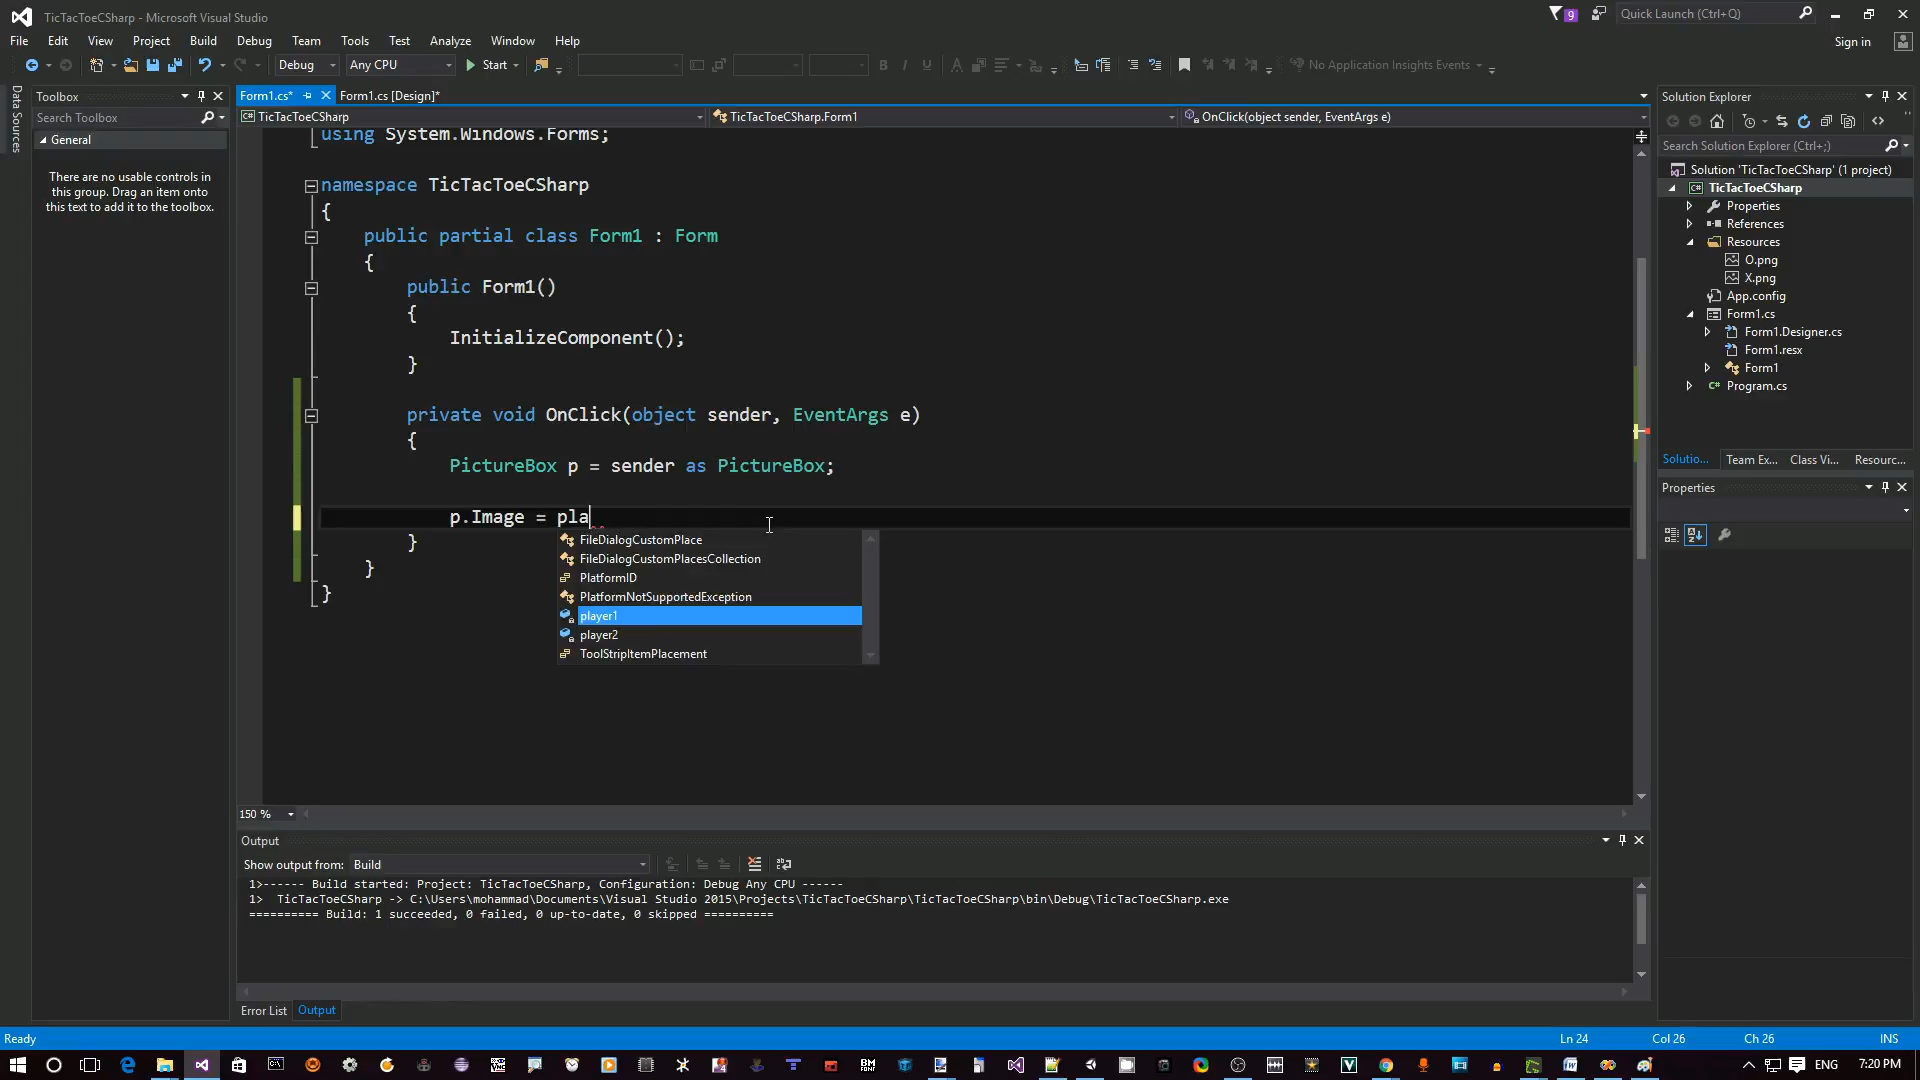 TicTacToeCSharp - Microsoft Visual Studio
9
Quick Launch (Ctrl+Q)
File Edit View Project Build Debug Team Tools Test Analyze Window Help
Sign in
Debug Any CPU Start No Application Insights Events
Data Sources
Toolbox
Search Toolbox
General
There are no usable controls in
this group. Drag an item onto
this text to add it to the toolbox.
Form1.cs* Form1.cs [Design]*
TicTacToeCSharp TicTacToeCSharp.Form1 OnClick(object sender, EventArgs e)
using System.Windows.Forms;
namespace TicTacToeCSharp
{
public partial class Form1 : Form
{
public Form1()
{
InitializeComponent();
}
private void OnClick(object sender, EventArgs e)
{
PictureBox p = sender as PictureBox;
p.Image = pla
}
}
}
FileDialogCustomPlace
FileDialogCustomPlacesCollection
PlatformID
PlatformNotSupportedException
player1
player2
ToolStripItemPlacement
150 %
Solution Explorer
Search Solution Explorer (Ctrl+;)
Solution 'TicTacToeCSharp' (1 project)
TicTacToeCSharp
Properties
References
Resources
O.png
X.png
App.config
Form1.cs
Form1.Designer.cs
Form1.resx
Form1
Program.cs
Solutio... Team Ex... Class Vi... Resourc...
Properties
Output
Show output from: Build
1>------ Build started: Project: TicTacToeCSharp, Configuration: Debug Any CPU ------
1> TicTacToeCSharp -> C:\Users\mohammad\Documents\Visual Studio 2015\Projects\TicTacToeCSharp\TicTacToeCSharp\bin\Debug\TicTacToeCSharp.exe
========== Build: 1 succeeded, 0 failed, 0 up-to-date, 0 skipped ==========
Error List Output
Ready Ln 24 Col 26 Ch 26 INS
ENG 7:20 PM